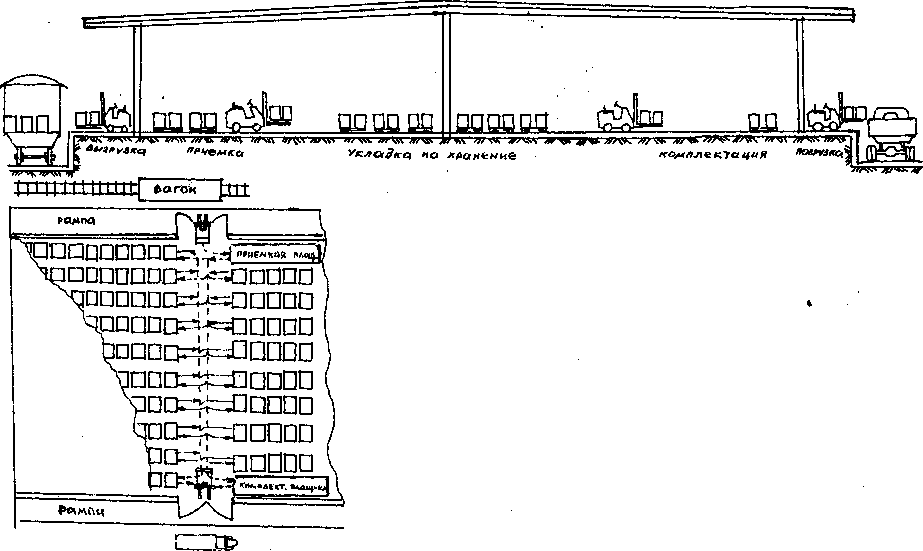 выгрузка
приемка
укладка на хранение
комплектация
погрузка
вагон
рампа
приемная площ
комплект. площадка
рампа